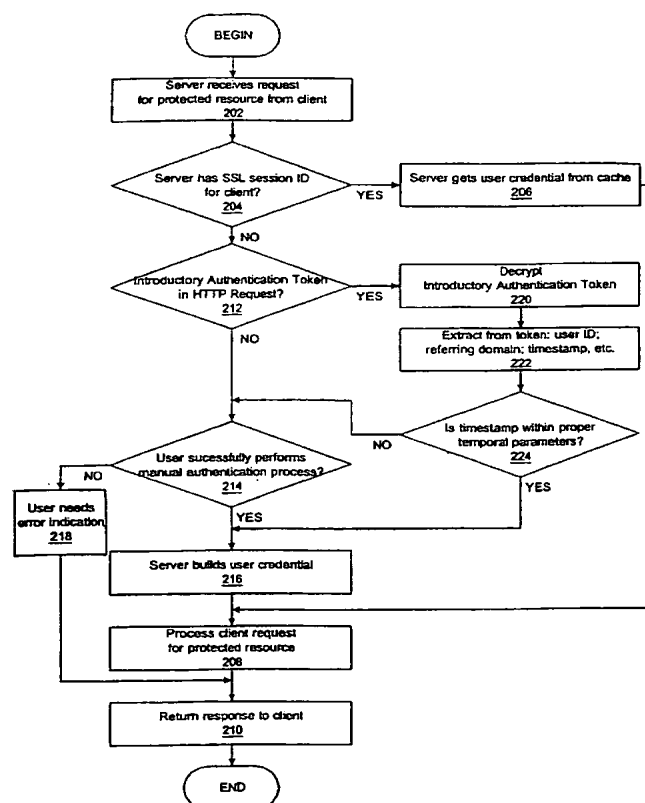 BEGIN
Server receives request
for protected resource from client
202
Server has SSL session ID
for client?
204
YES
Server gets user credential from cache
206
NO
Introductory Authentication Token
in HTTP Request?
212
YES
Decrypt
Introductory Authentication Token
220
NO
Extract from token: user ID;
referring domain; timestamp, etc.
222
Is timestamp within proper
temporal parameters?
224
NO
YES
User sucessfully performs
manual authentication process?
214
NO
YES
User needs
error indication
218
Server builds user credential
216
Process client request
for protected resource
208
Return response to client
210
END